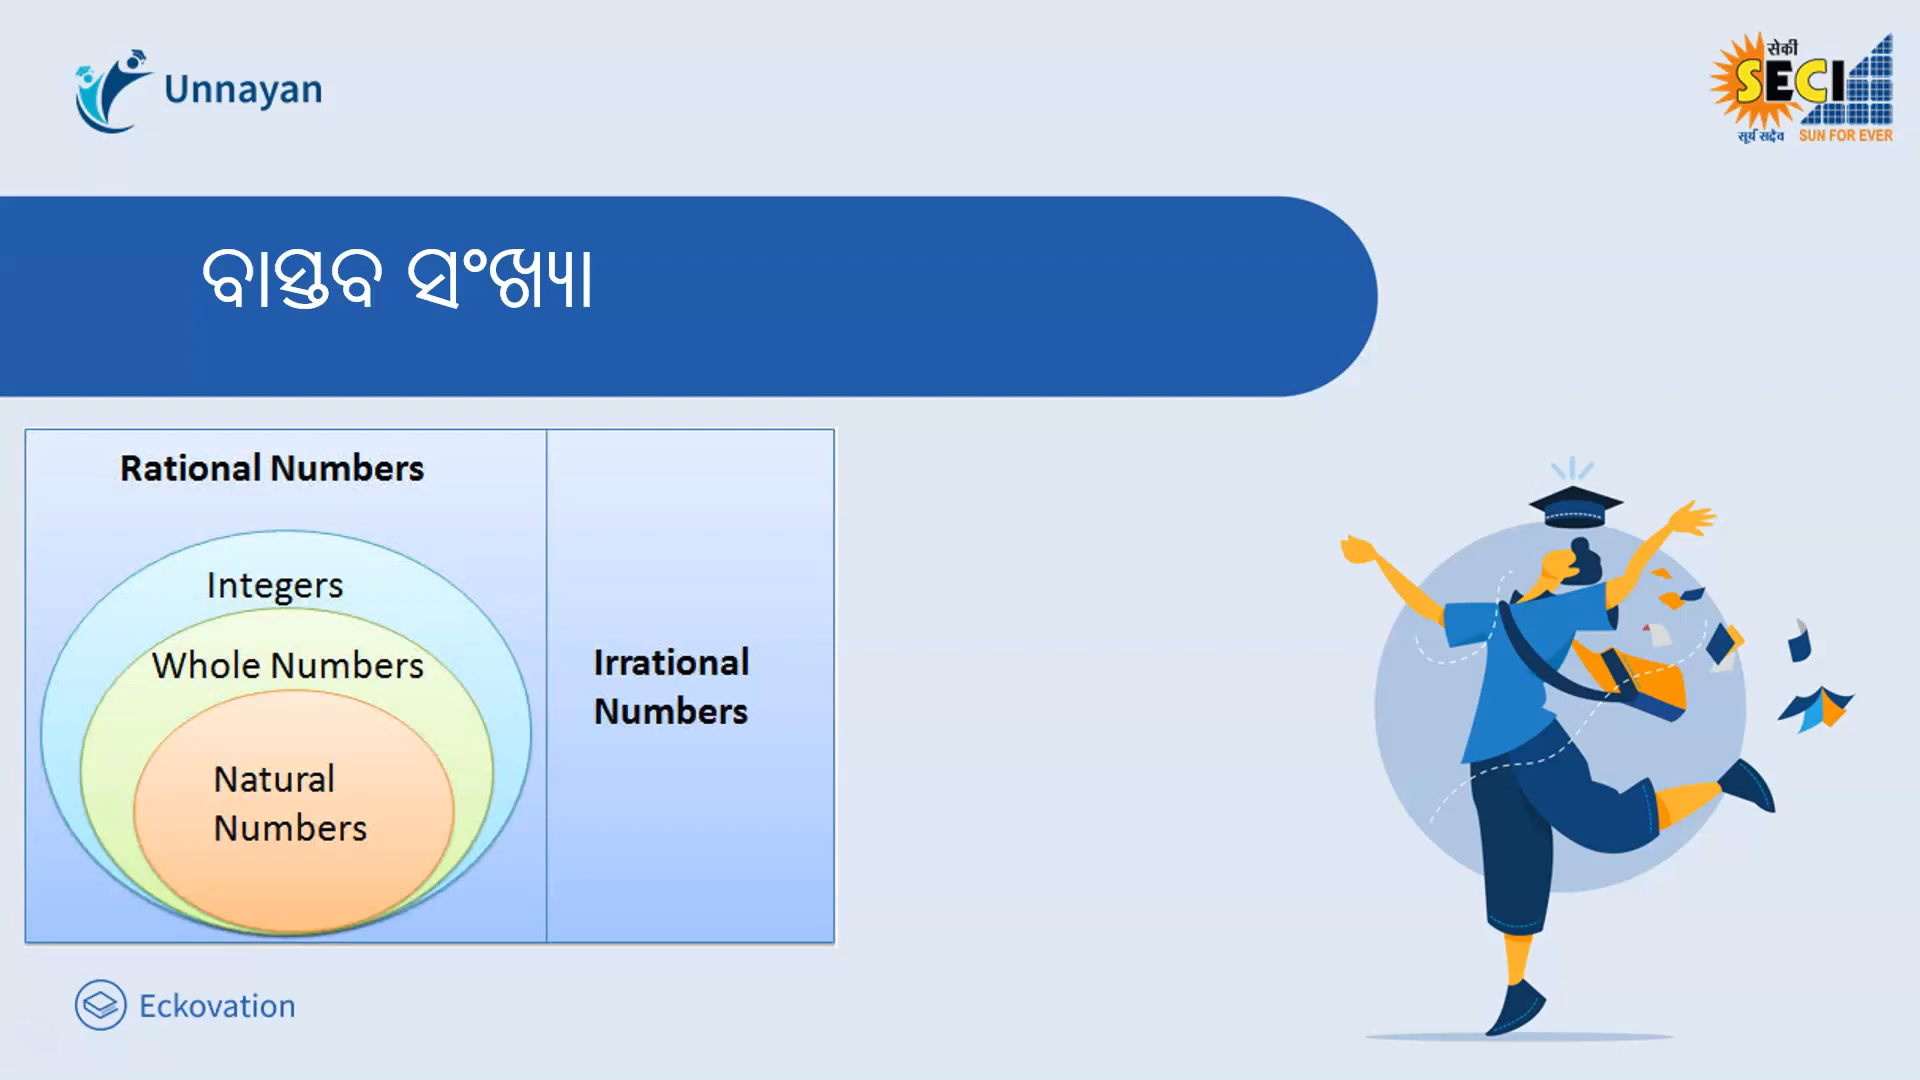 Unnayan
सेकी
SECI
सूर्य सदैव SUN FOR EVER
ବାସ୍ତବ ସଂଖ୍ୟା
Rational Numbers
Integers
Whole Numbers
Natural
Numbers
Irrational
Numbers
Eckovation